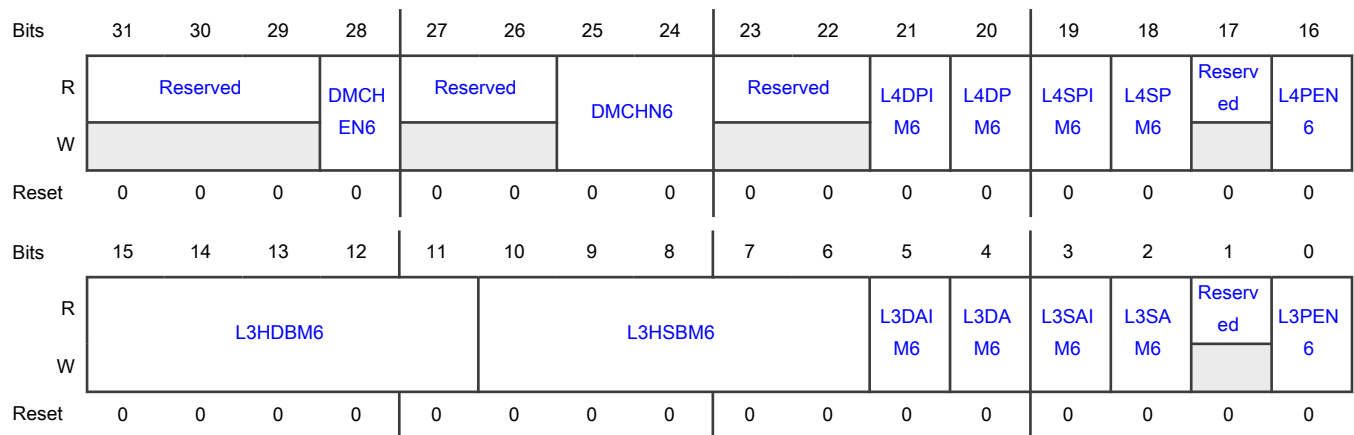 Bits 31 30 29 28 27 26 25 24 23 22 21 20 19 18 17 16
R Reserved DMCH Reserved DMCHN6 Reserved L4DPI L4DP L4SPI L4SP Reserv L4PEN
EN6 M6 M6 M6 M6 ed 6
W
Reset 0 0 0 0 0 0 0 0 0 0 0 0 0 0 0 0
Bits 15 14 13 12 11 10 9 8 7 6 5 4 3 2 1 0
R L3HDBM6 L3HSBM6 L3DAI L3DA L3SAI L3SA Reserv L3PEN
M6 M6 M6 M6 ed 6
W
Reset 0 0 0 0 0 0 0 0 0 0 0 0 0 0 0 0